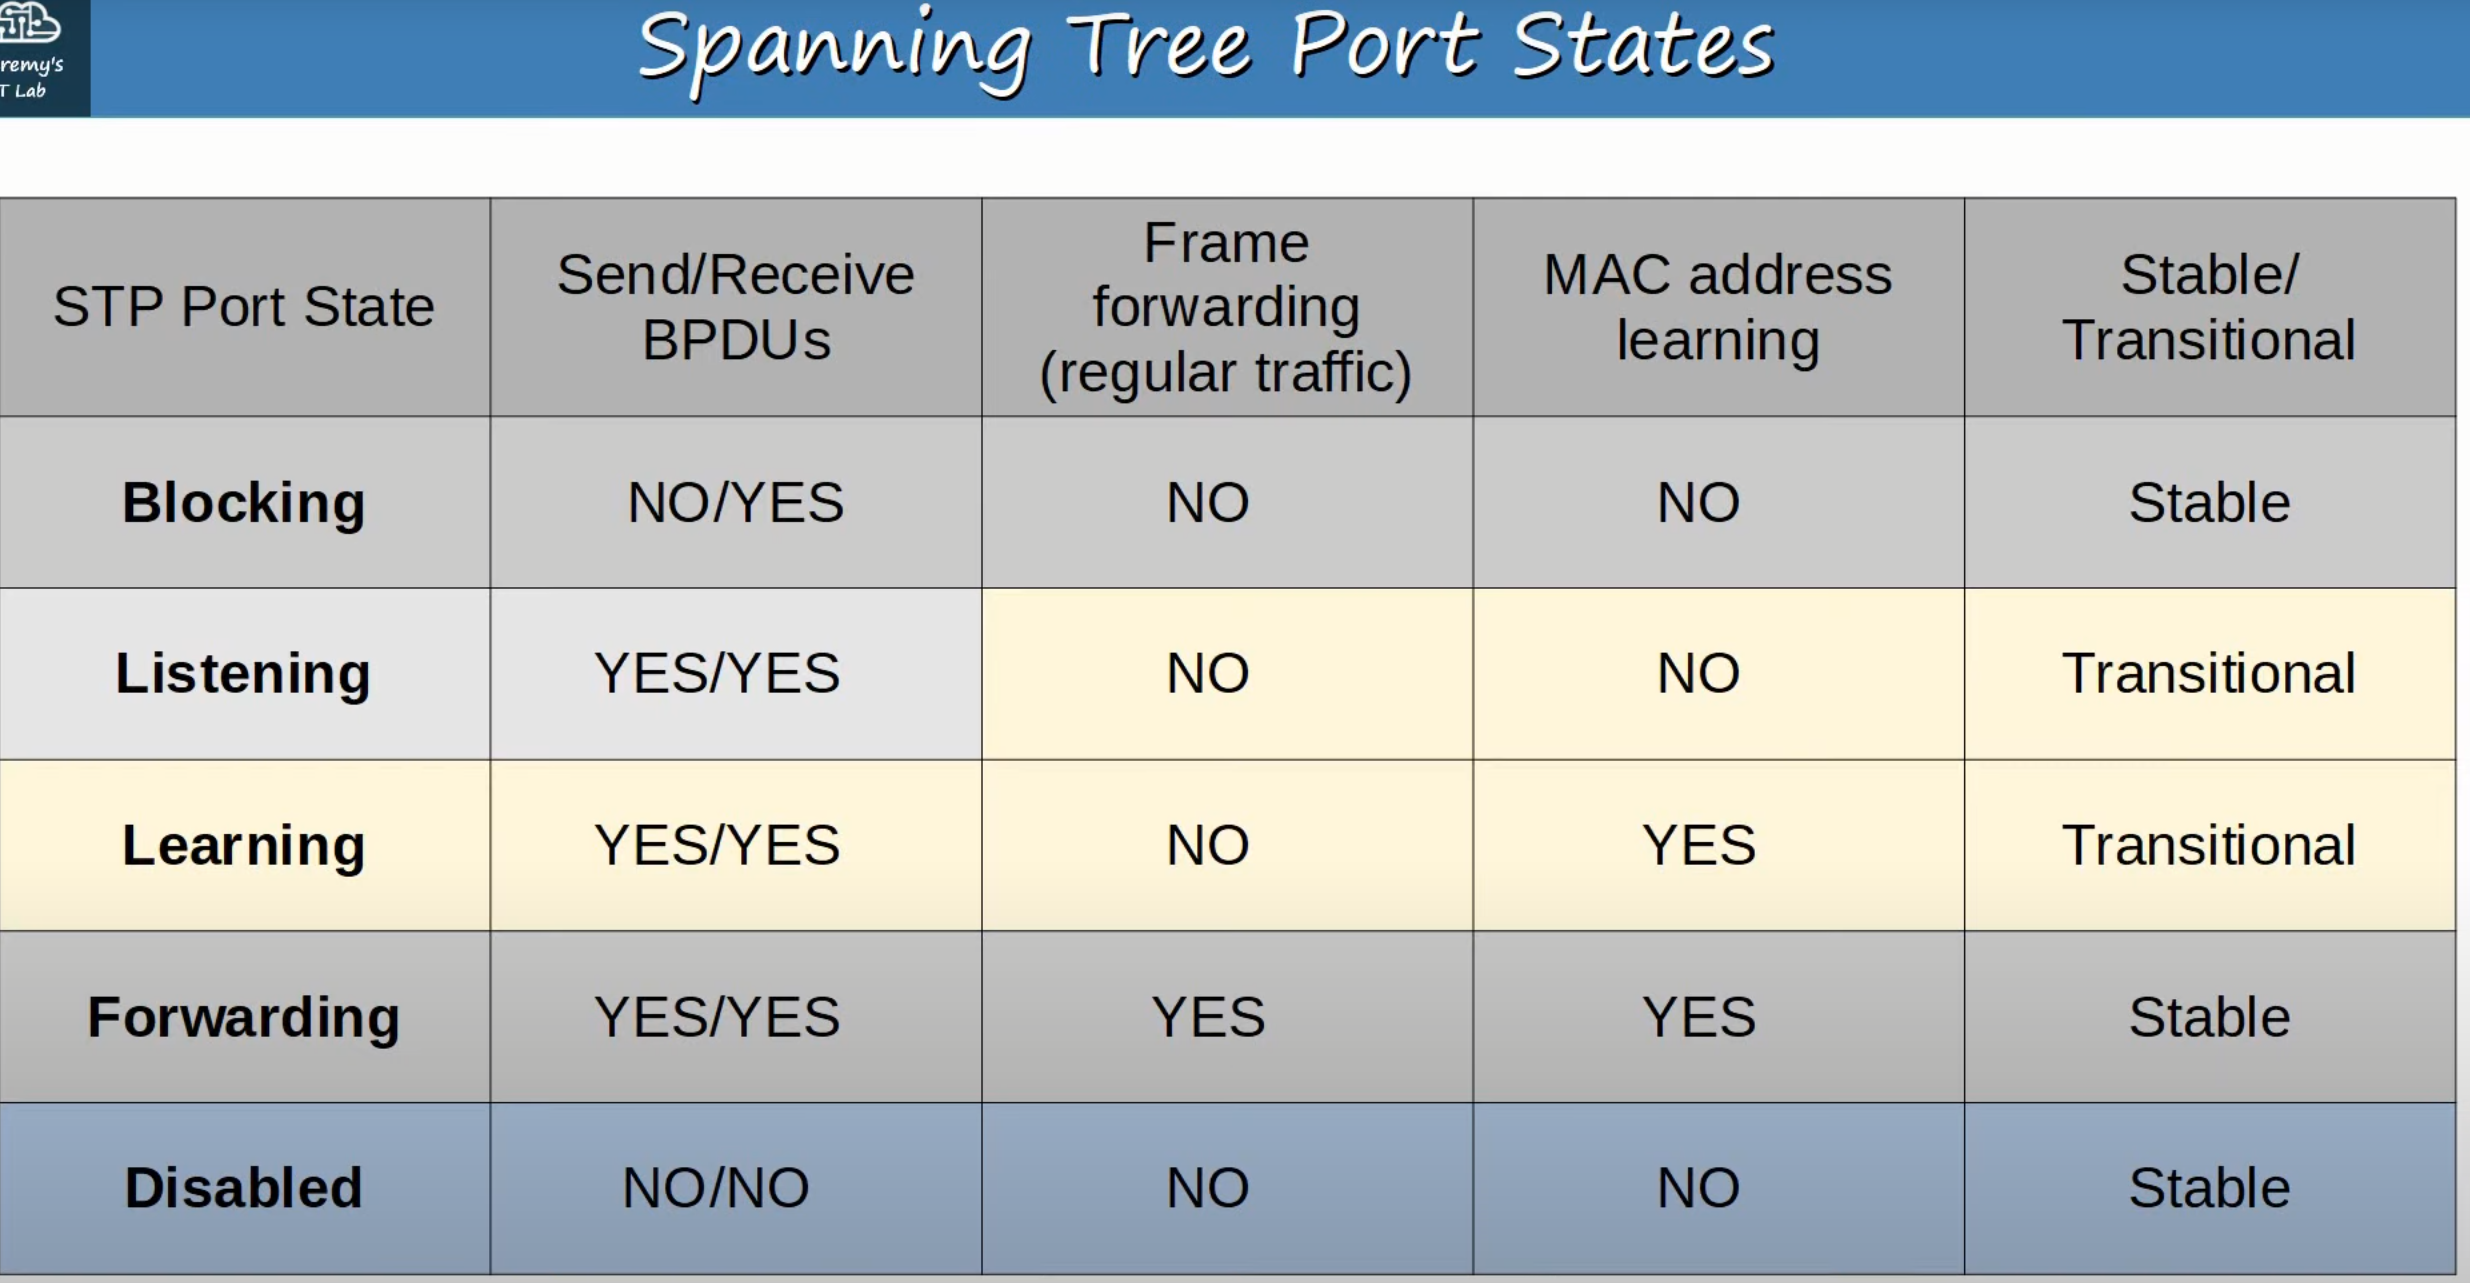 Spanning Tree Port States
remy's
T Lab
STP Port State
Send/Receive
BPDUs
Frame
forwarding
(regular traffic)
MAC address
learning
Stable/
Transitional
Blocking
NO/YES
NO
NO
Stable
Listening
YES/YES
NO
NO
Transitional
Learning
YES/YES
NO
YES
Transitional
Forwarding
YES/YES
YES
YES
Stable
Disabled
NO/NO
NO
NO
Stable